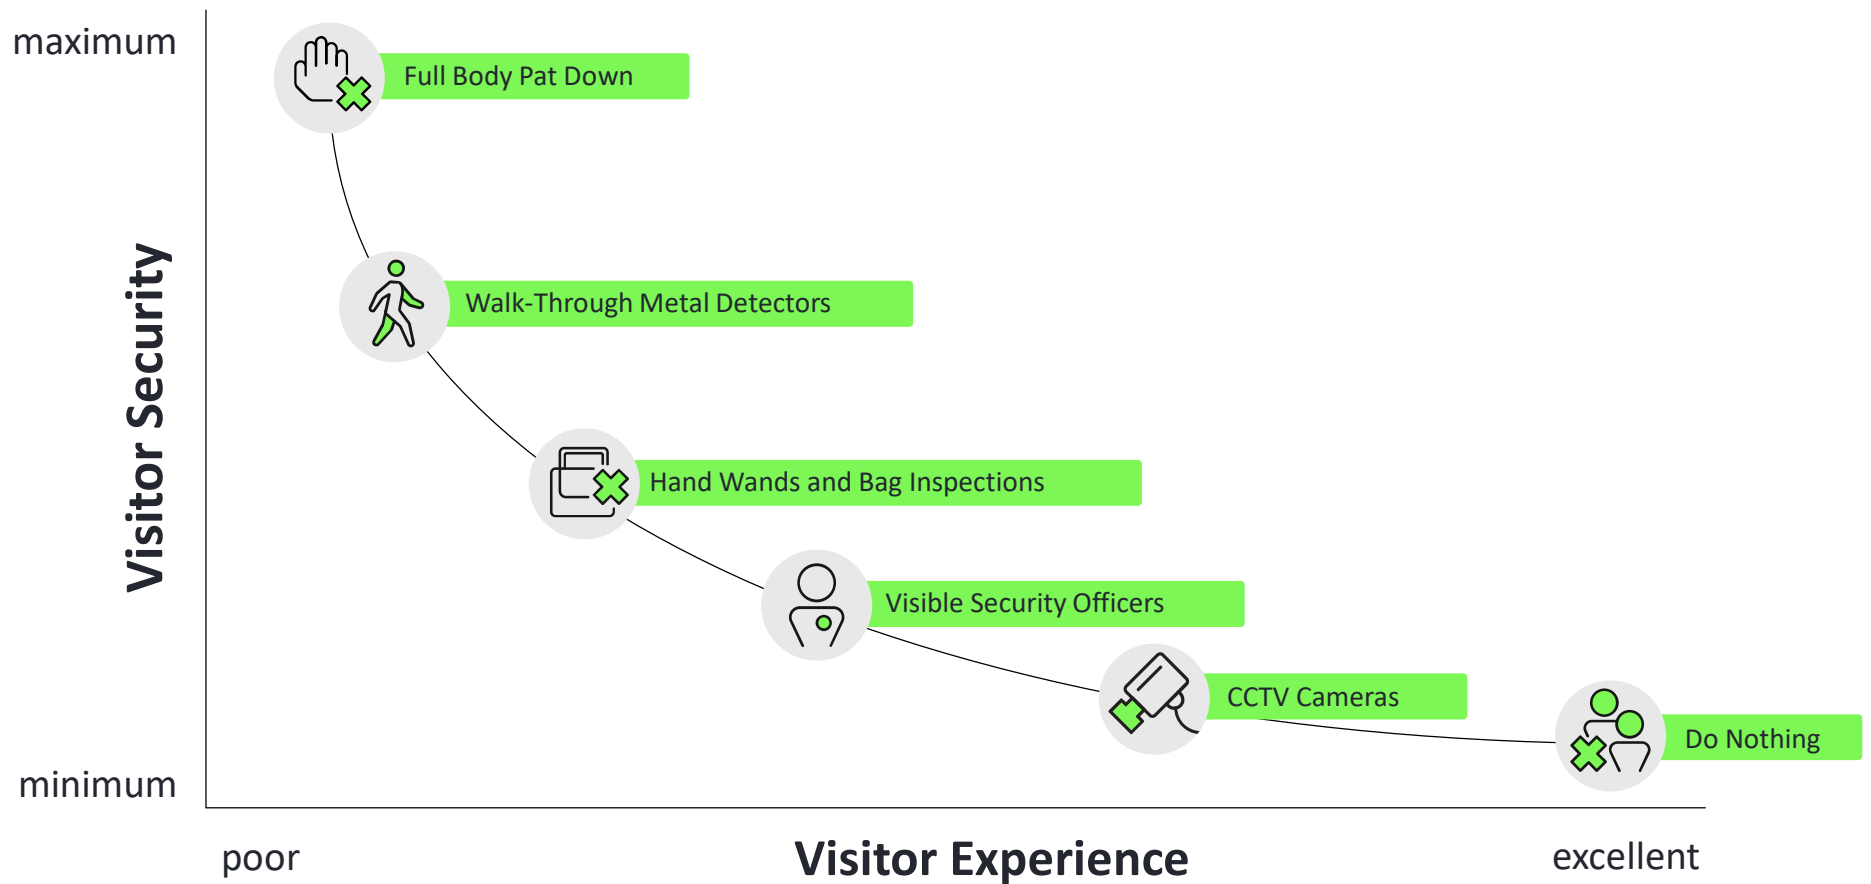 maximum
Full Body Pat Down
Walk-Through Metal Detectors
Visitor Security
Hand Wands and Bag Inspections
Visible Security Officers
CCTV Cameras
Do Nothing
minimum
poor
Visitor Experience
excellent